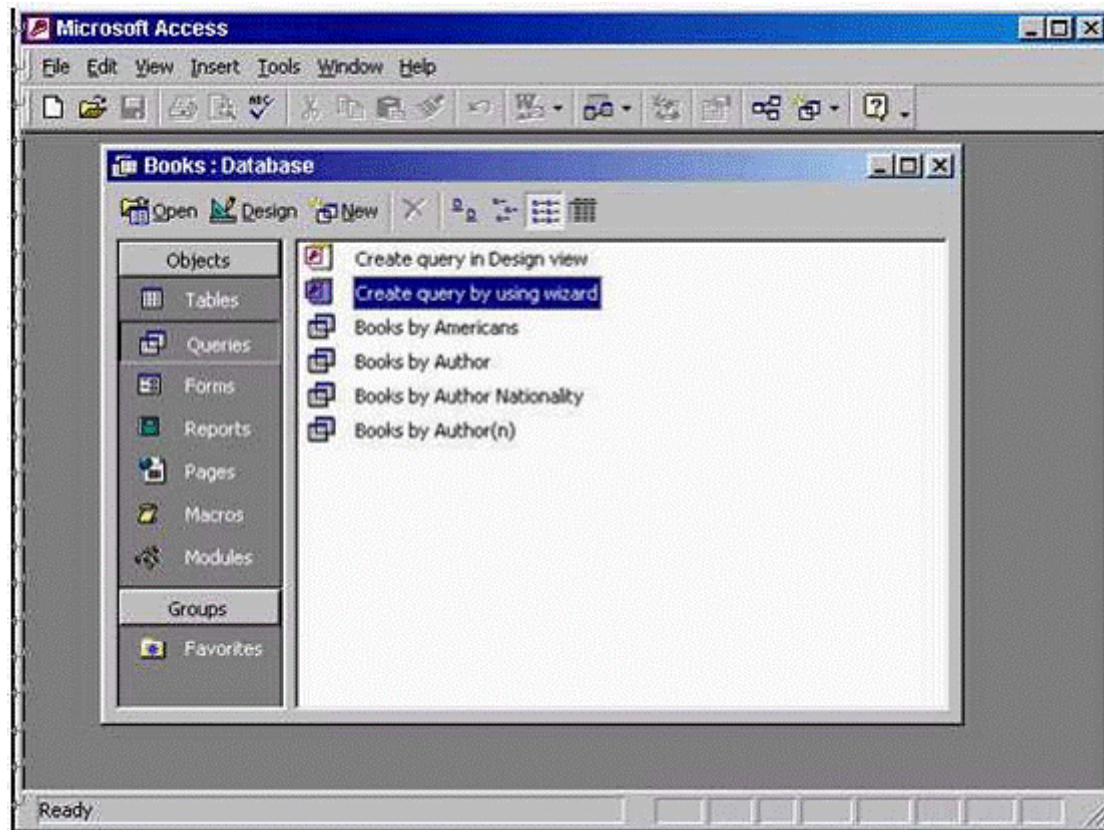 Microsoft Access
File Edit View Insert Tools Window Help
ABC W
Books : Database
Open Design New
Objects
Tables
Queries
Forms
Reports
Pages
Macros
Modules
Groups
Favorites
Create query in Design view
Create query by using wizard
Books by Americans
Books by Author
Books by Author Nationality
Books by Author(n)
Ready